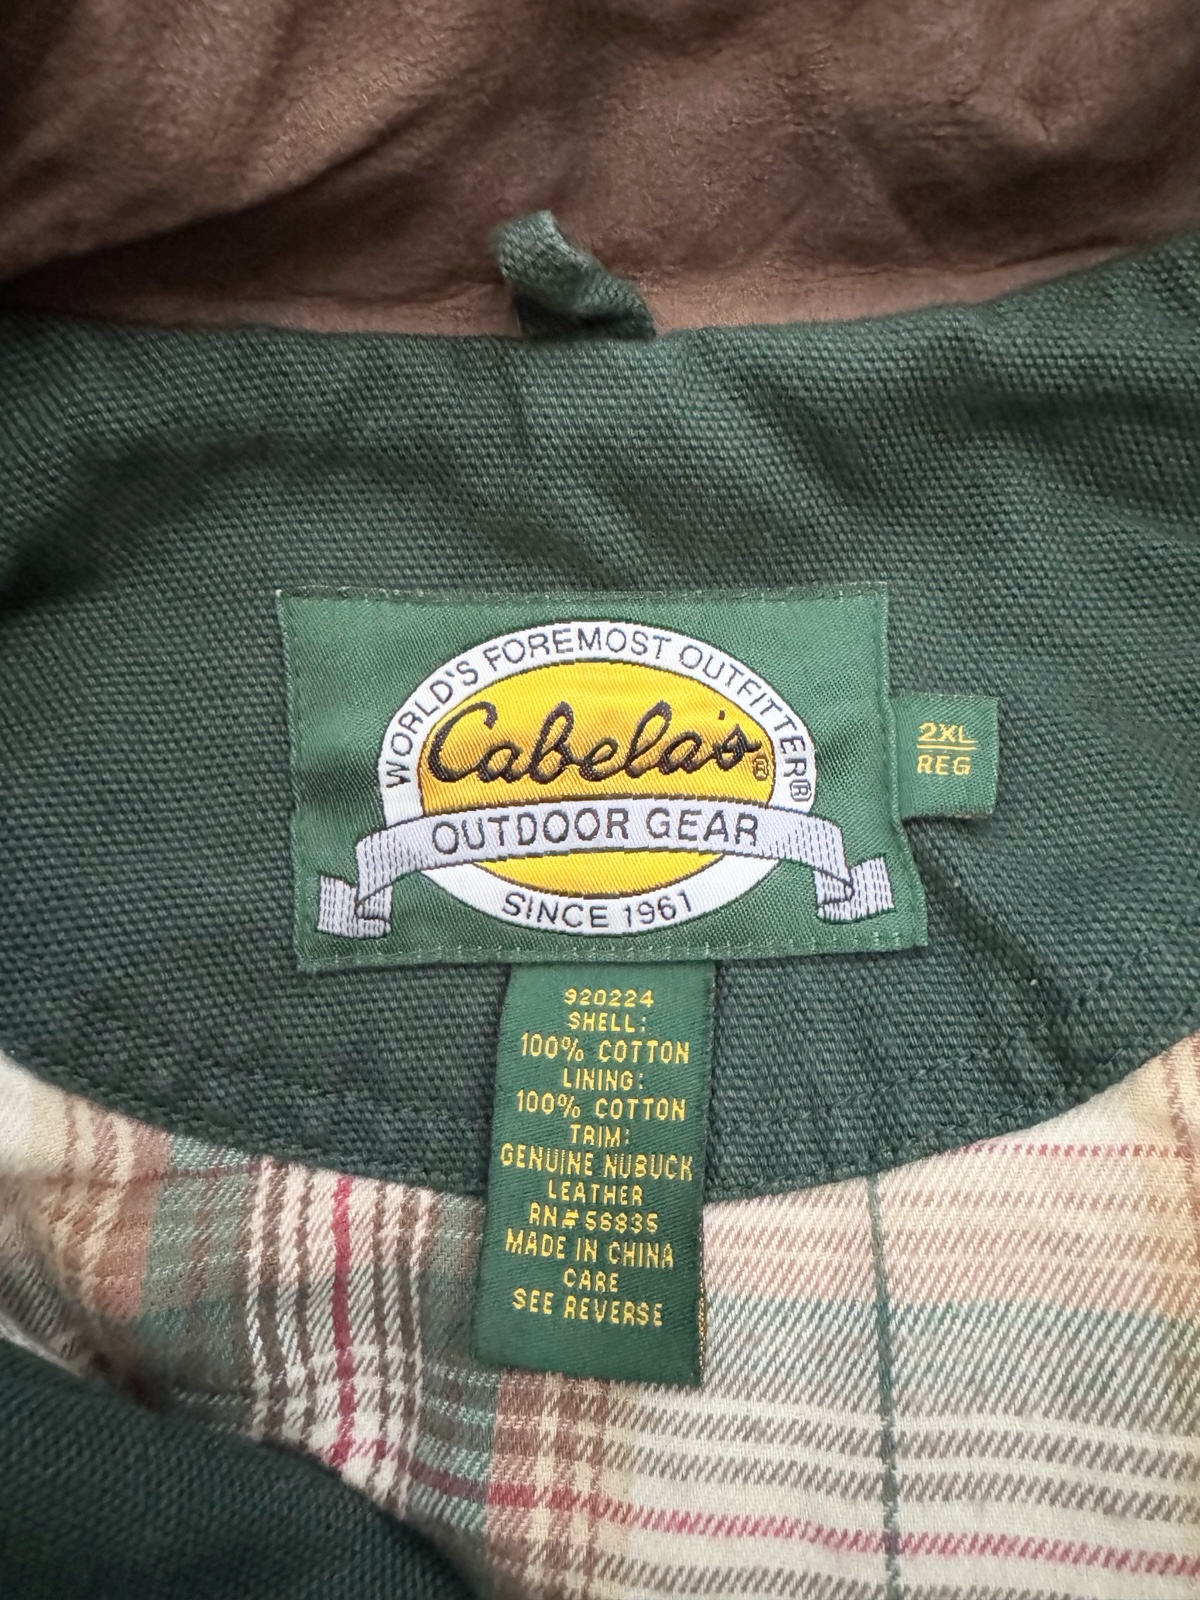 WORLD'S FOREMOST OUTFITTER®
Cabela's®
OUTDOOR GEAR
SINCE 1961
2XL
REG
920224
SHELL:
100% COTTON
LINING:
100% COTTON
TRIM:
GENUINE NUBUCK
LEATHER
RN#56835
MADE IN CHINA
CARE
SEE REVERSE